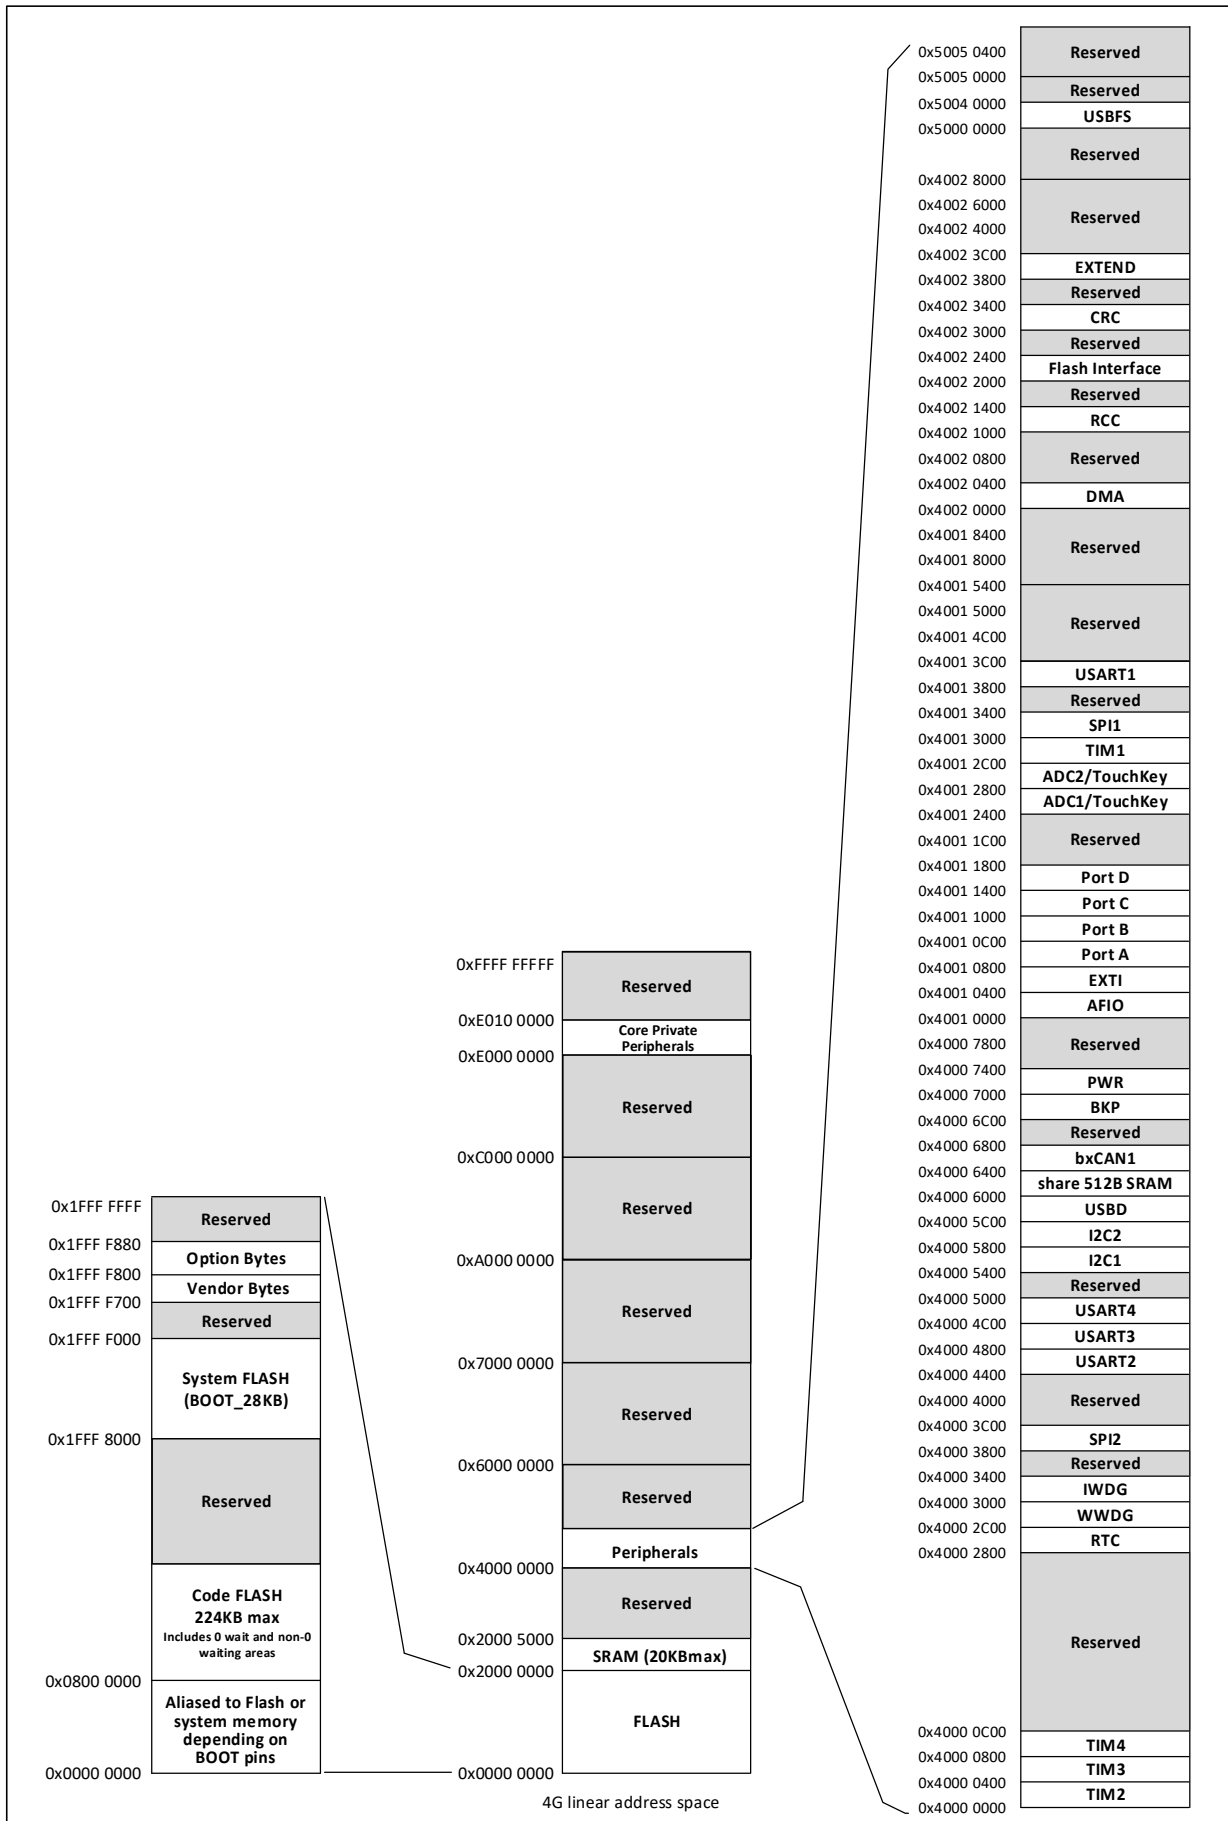 0x5005 0400
Reserved
0x5005 0000
Reserved
0x5004 0000
USBFS
0x5000 0000
Reserved
0x4002 8000
0x4002 6000
Reserved
0x4002 4000
0x4002 3C00
EXTEND
0x4002 3800
Reserved
0x4002 3400
CRC
0x4002 3000
Reserved
0x4002 2400
Flash Interface
0x4002 2000
Reserved
0x4002 1400
RCC
0x4002 1000
0x4002 0800
Reserved
0x4002 0400
DMA
0x4002 0000
0x4001 8400
Reserved
0x4001 8000
0x4001 5400
0x4001 5000
Reserved
0x4001 4C00
0x4001 3C00
USART1
0x4001 3800
Reserved
0x4001 3400
SPI1
0x4001 3000
TIM1
0x4001 2C00
ADC2/TouchKey
0x4001 2800
ADC1/TouchKey
0x4001 2400
0x4001 1C00
Reserved
0x4001 1800
Port D
0x4001 1400
Port C
0x4001 1000
Port B
0x4001 0C00
Port A
0x4001 0800
EXTI
0x4001 0400
AFIO
0x4001 0000
0x4000 7800
Reserved
0x4000 7400
PWR
0x4000 7000
BKP
0x4000 6C00
Reserved
0x4000 6800
bxCAN1
0x4000 6400
share 512B SRAM
0x4000 6000
USBD
0x4000 5C00
I2C2
0x4000 5800
I2C1
0x4000 5400
Reserved
0x4000 5000
USART4
0x4000 4C00
USART3
0x4000 4800
USART2
0x4000 4400
0x4000 4000
Reserved
0x4000 3C00
SPI2
0x4000 3800
Reserved
0x4000 3400
IWDG
0x4000 3000
WWDG
0x4000 2C00
RTC
0x4000 2800
Reserved
0x4000 0C00
TIM4
0x4000 0800
TIM3
0x4000 0400
TIM2
0x4000 0000
0xFFFF FFFFF
Reserved
0xE010 0000
Core Private
Peripherals
0xE000 0000
Reserved
0xC000 0000
Reserved
0xA000 0000
Reserved
0x7000 0000
Reserved
0x6000 0000
Reserved
Peripherals
0x4000 0000
Reserved
0x2000 5000
SRAM (20KBmax)
0x2000 0000
FLASH
0x0000 0000
4G linear address space
0x1FFF FFFF
Reserved
0x1FFF F880
Option Bytes
0x1FFF F800
Vendor Bytes
0x1FFF F700
Reserved
0x1FFF F000
System FLASH
(BOOT_28KB)
0x1FFF 8000
Reserved
Code FLASH
224KB max
Includes 0 wait and non-0
waiting areas
0x0800 0000
Aliased to Flash or
system memory
depending on
BOOT pins
0x0000 0000